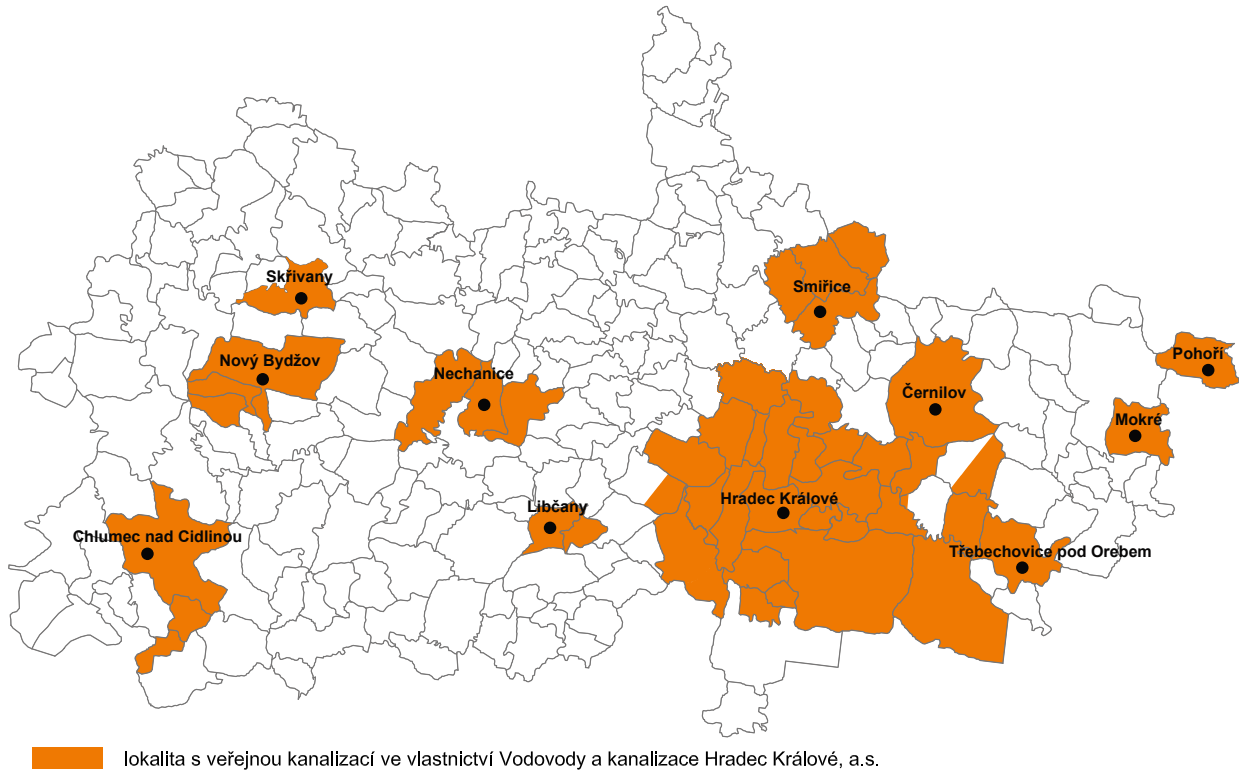 Skřivany
Smiřice
Pohoří
Nový Bydžov
Nechanice
Černilov
Mokré
Hradec Králové
Libčany
Chlumec nad Cidlinou
Třebechovice pod Orebem
lokalita s veřejnou kanalizací ve vlastnictví Vodovody a kanalizace Hradec Králové, a.s.